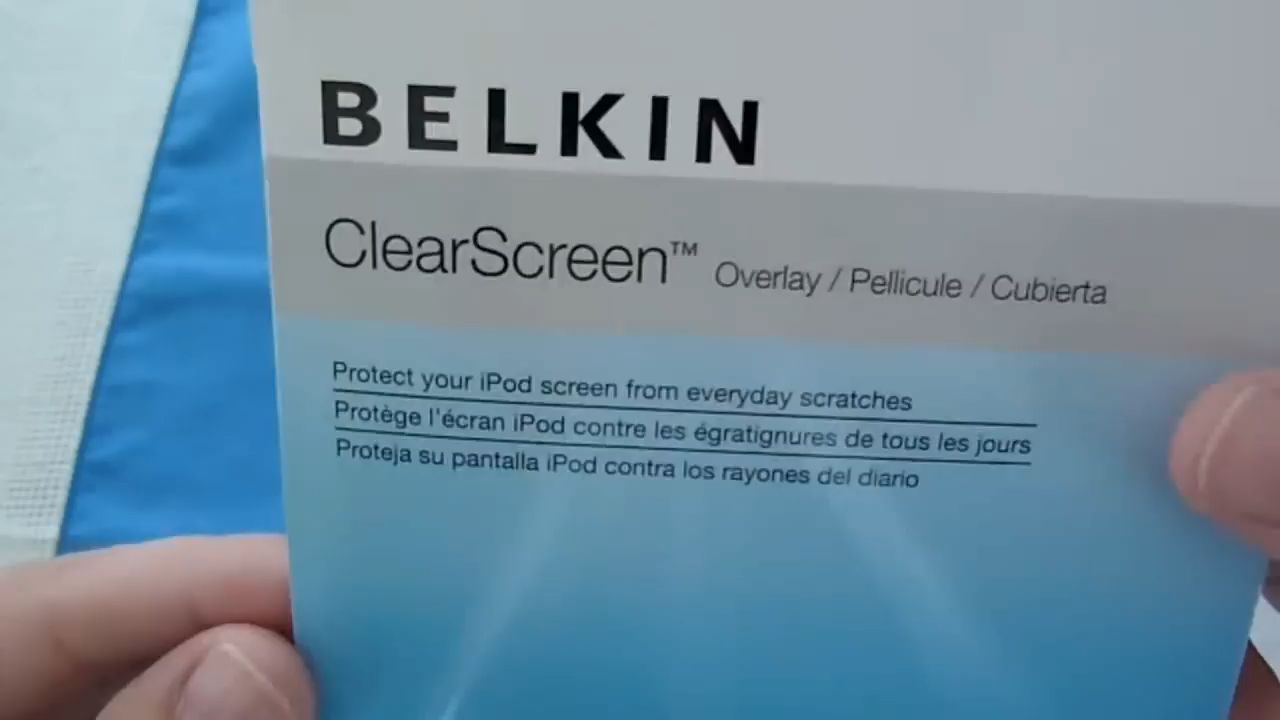 BELKIN
ClearScreen™ Overlay / Pellicule / Cubierta
Protect your iPod screen from everyday scratches
Protège l'écran iPod contre les égratignures de tous les jours
Proteja su pantalla iPod contra los rayones del diario